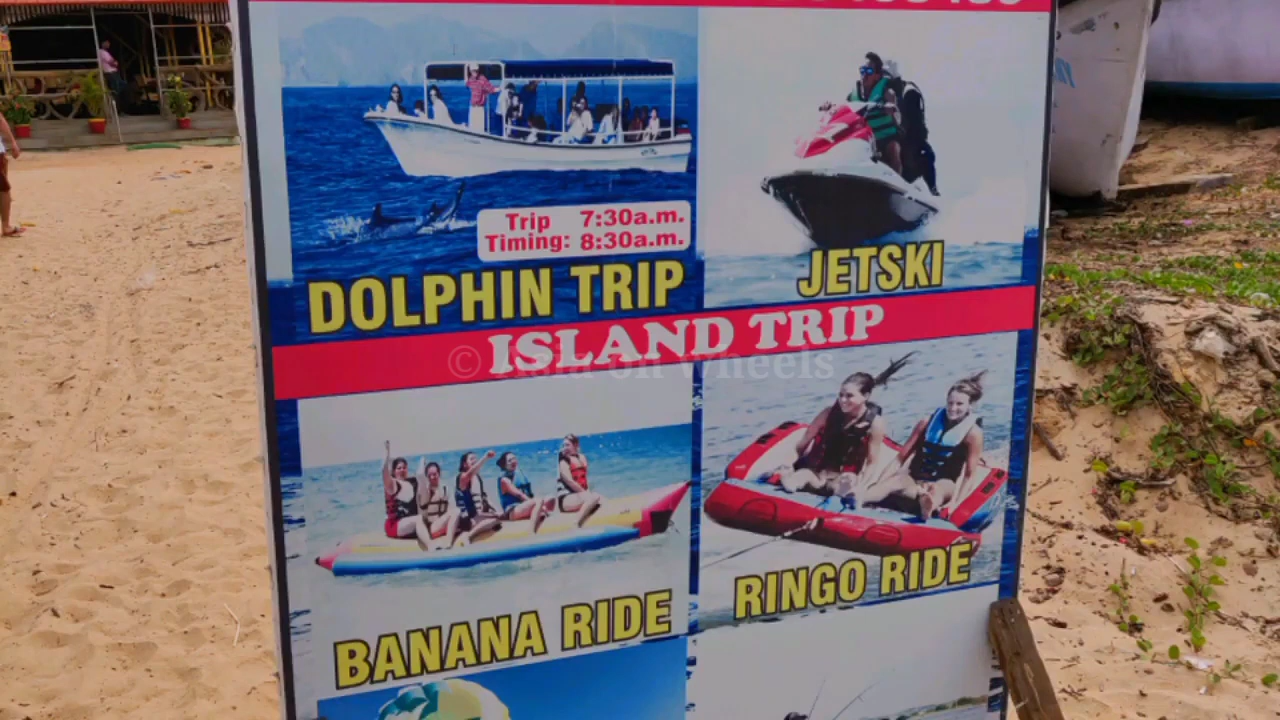 Trip 7:30a.m.
Timing: 8:30a.m.
DOLPHIN TRIP
JETSKI
ISLAND TRIP
BANANA RIDE
RINGO RIDE